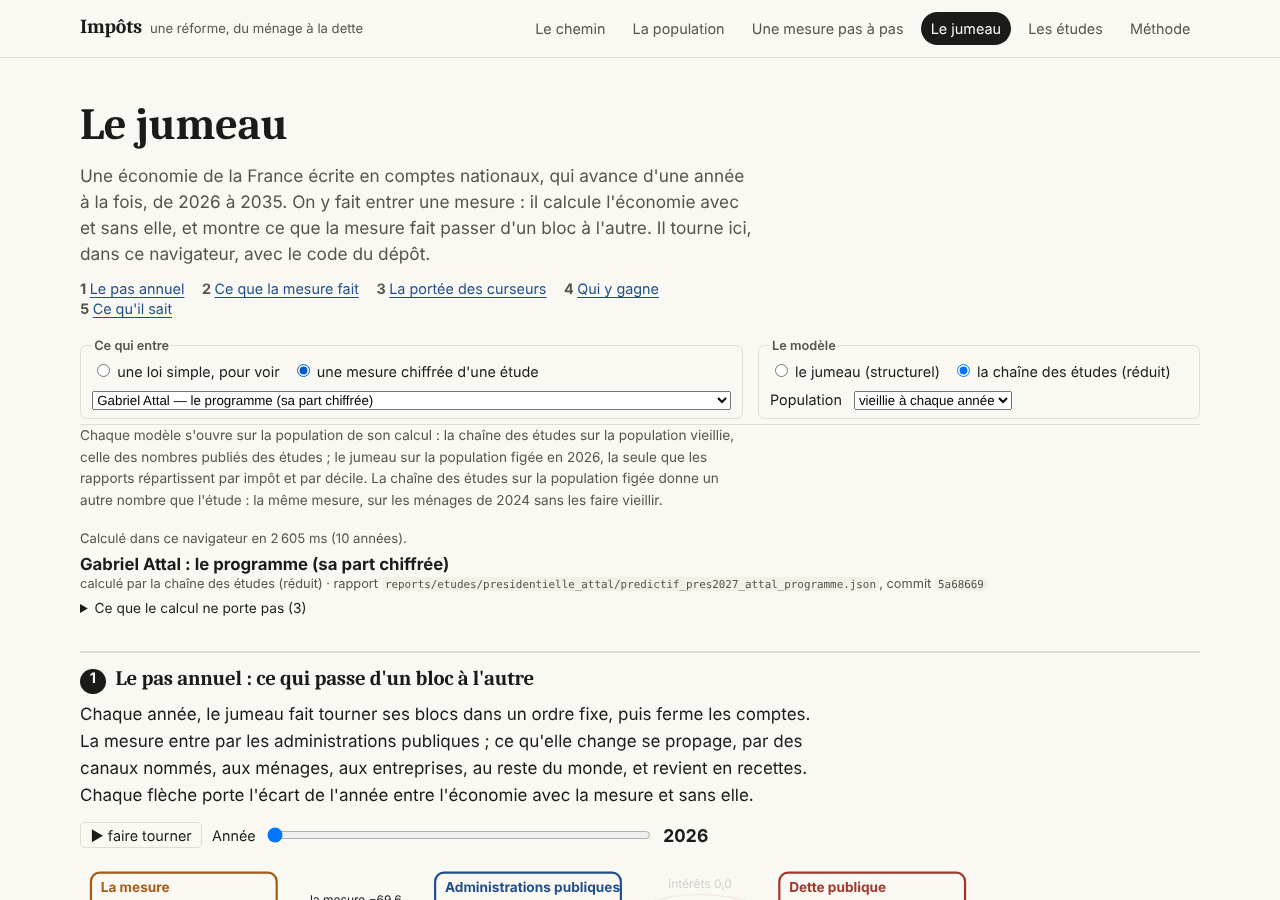 Impôts une réforme, du ménage à la dette
Le chemin La population Une mesure pas à pas Le jumeau Les études Méthode
Le jumeau
Une économie de la France écrite en comptes nationaux, qui avance d'une année
à la fois, de 2026 à 2035. On y fait entrer une mesure : il calcule l'économie avec
et sans elle, et montre ce que la mesure fait passer d'un bloc à l'autre. Il tourne ici,
dans ce navigateur, avec le code du dépôt.
1 Le pas annuel 2 Ce que la mesure fait 3 La portée des curseurs 4 Qui y gagne
5 Ce qu'il sait
Ce qui entre
une loi simple, pour voir une mesure chiffrée d'une étude
Gabriel Attal — le programme (sa part chiffrée)
Le modèle
le jumeau (structurel) la chaîne des études (réduit)
Population vieillie à chaque année
Chaque modèle s'ouvre sur la population de son calcul : la chaîne des études sur la population vieillie,
celle des nombres publiés des études ; le jumeau sur la population figée en 2026, la seule que les
rapports répartissent par impôt et par décile. La chaîne des études sur la population figée donne un
autre nombre que l'étude : la même mesure, sur les ménages de 2024 sans les faire vieillir.
Calculé dans ce navigateur en 2 605 ms (10 années).
Gabriel Attal : le programme (sa part chiffrée)
calculé par la chaîne des études (réduit) · rapport reports/etudes/presidentielle_attal/predictif_pres2027_attal_programme.json, commit 5a68669
▶ Ce que le calcul ne porte pas (3)
1 Le pas annuel : ce qui passe d'un bloc à l'autre
Chaque année, le jumeau fait tourner ses blocs dans un ordre fixe, puis ferme les comptes.
La mesure entre par les administrations publiques ; ce qu'elle change se propage, par des
canaux nommés, aux ménages, aux entreprises, au reste du monde, et revient en recettes.
Chaque flèche porte l'écart de l'année entre l'économie avec la mesure et sans elle.
▶ faire tourner Année 2026
La mesure
la mesure −69,6
Administrations publiques
intérêts 0,0
Dette publique